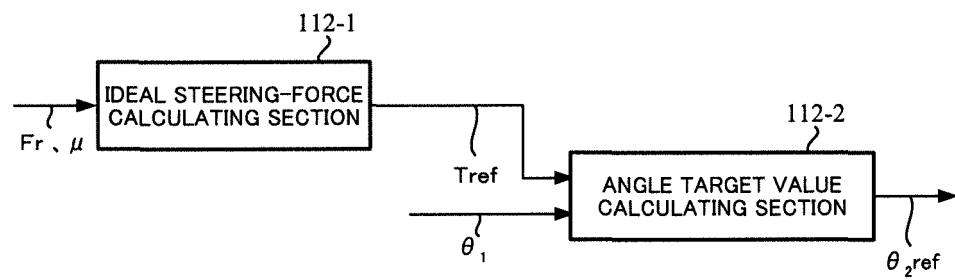 112-1
IDEAL STEERING-FORCE
CALCULATING SECTION
Fr、μ
Tref
112-2
ANGLE TARGET VALUE
CALCULATING SECTION
θ₁
θ₂ref